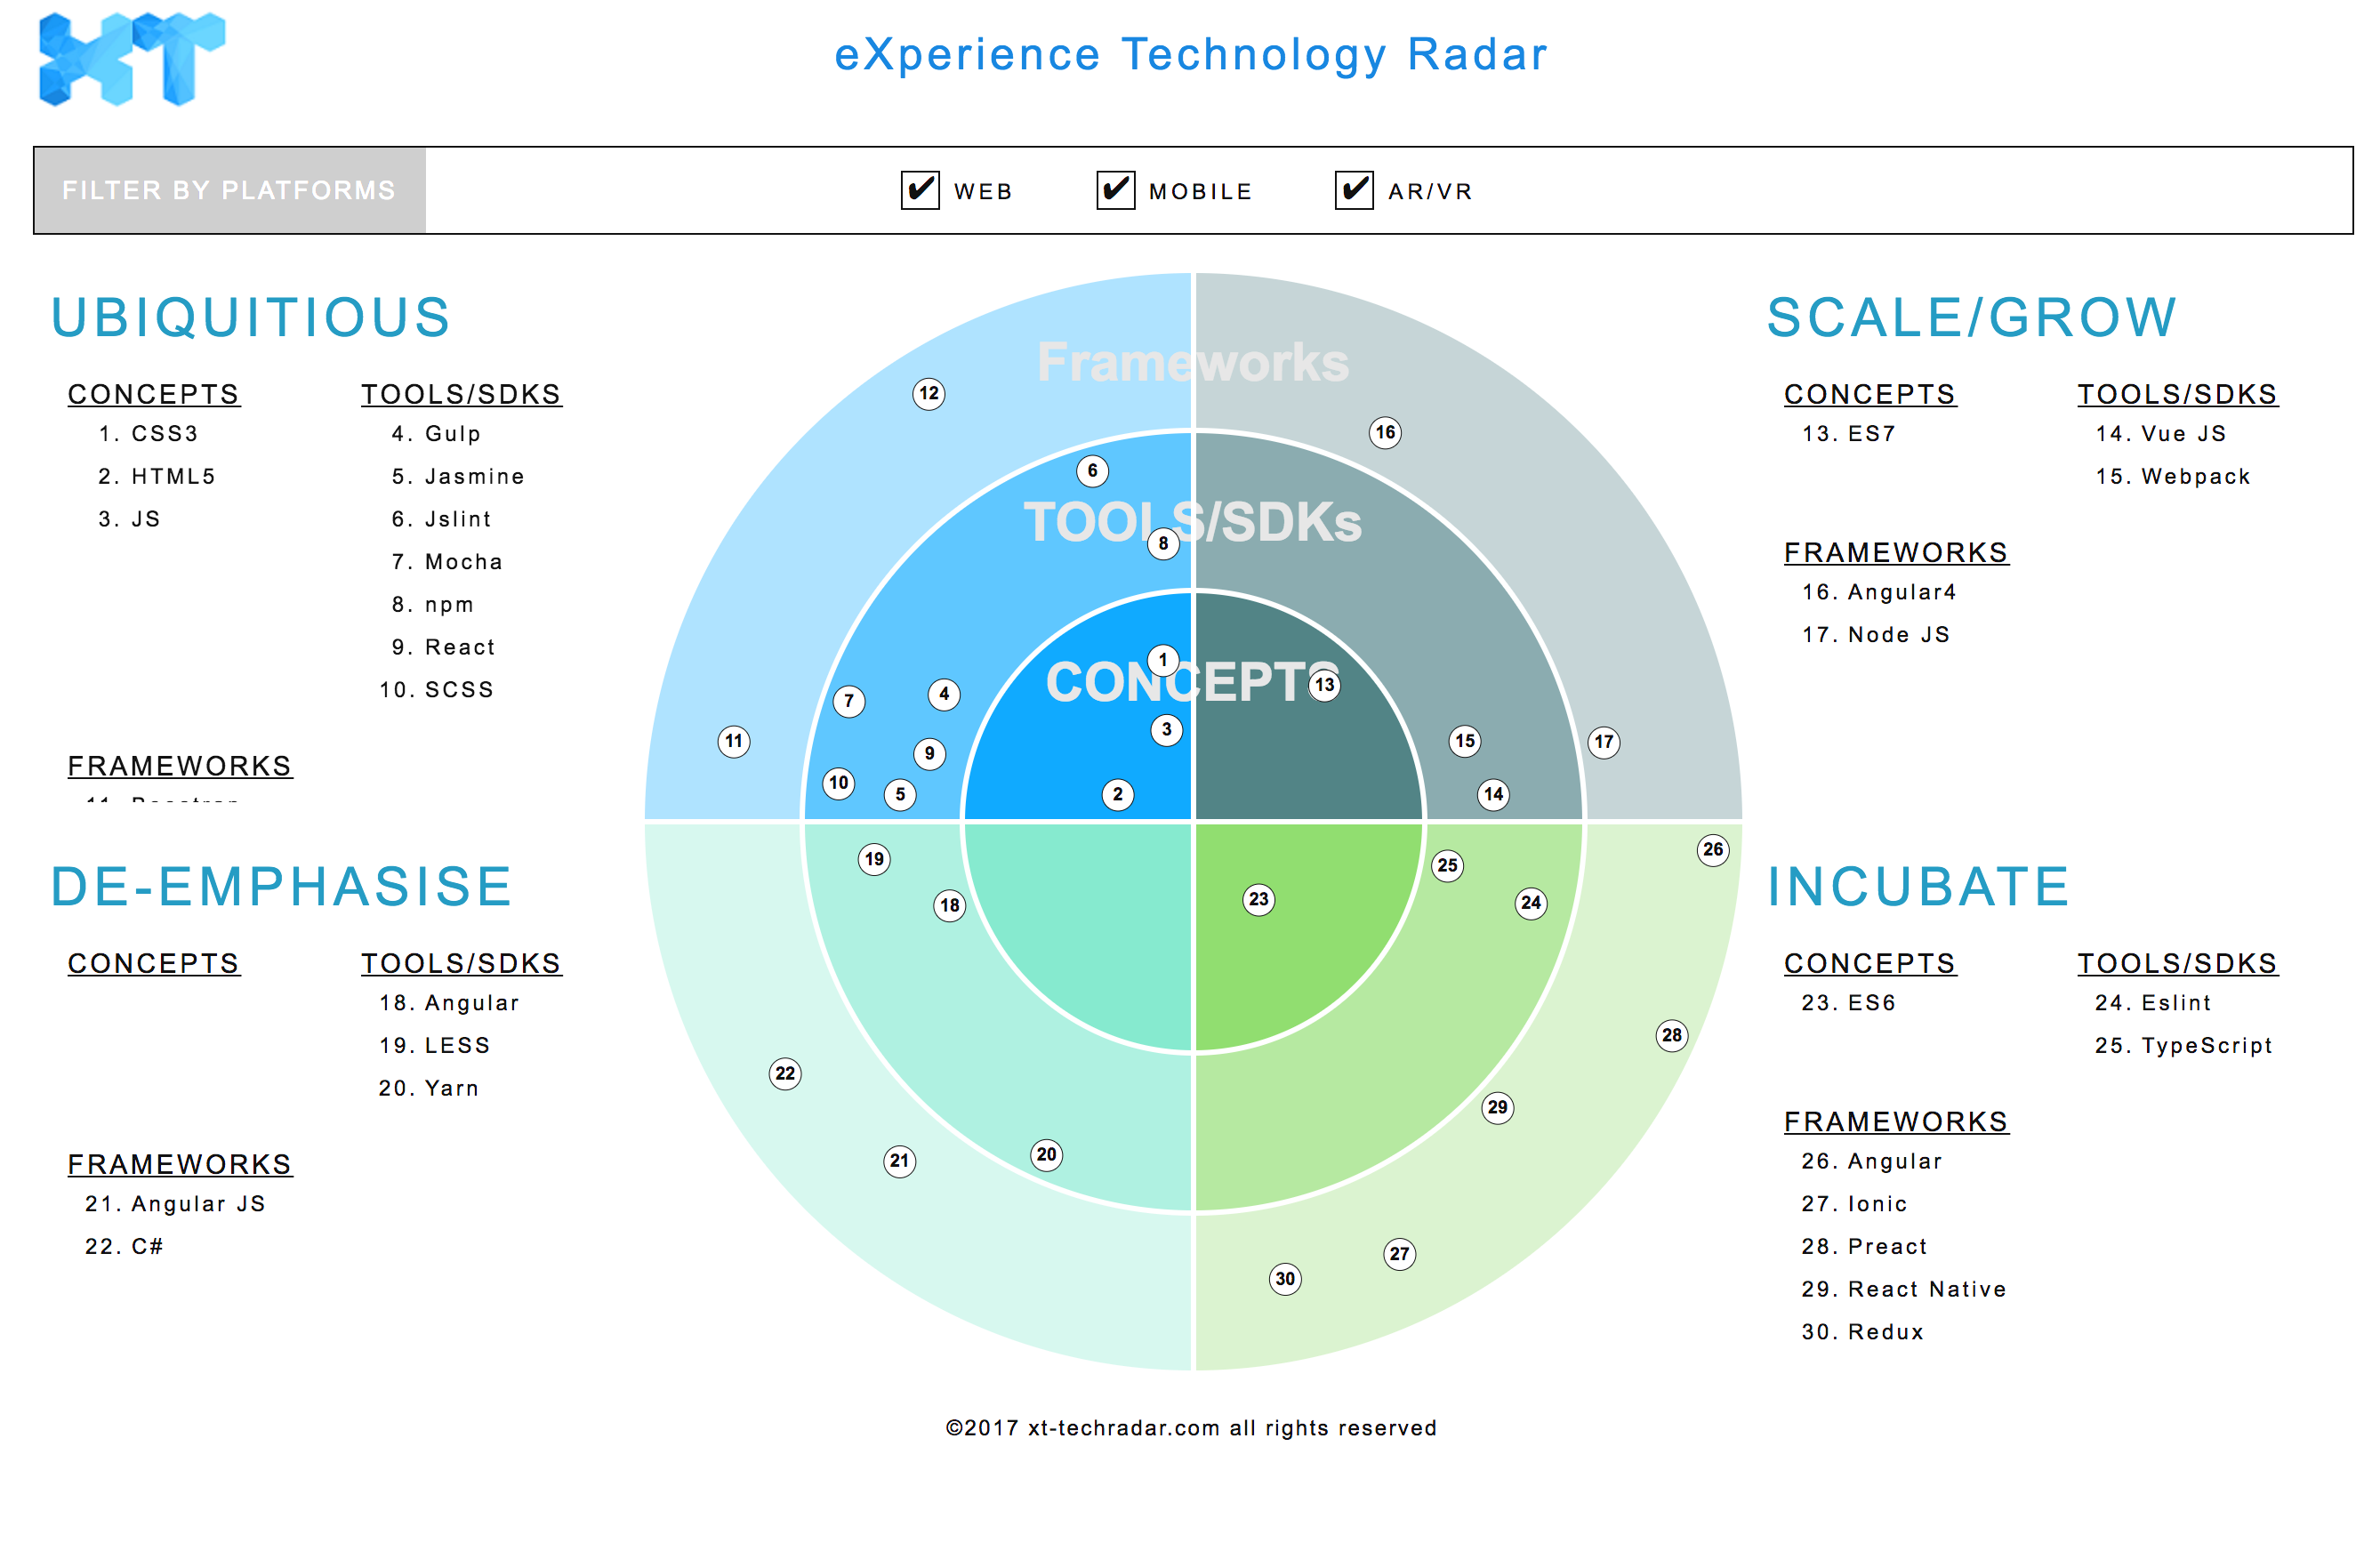 XT
eXperience Technology Radar
FILTER BY PLATFORMS
✔ WEB
✔ MOBILE
✔ AR/VR
UBIQUITIOUS
CONCEPTS
1. CSS3
2. HTML5
3. JS
TOOLS/SDKS
4. Gulp
5. Jasmine
6. Jslint
7. Mocha
8. npm
9. React
10. SCSS
FRAMEWORKS
SCALE/GROW
CONCEPTS
13. ES7
TOOLS/SDKS
14. Vue JS
15. Webpack
FRAMEWORKS
16. Angular4
17. Node JS
Frameworks
TOOLS/SDKs
CONCEPTS
12
16
6
8
1
13
4
7
3
11
15
17
9
10
5
2
14
26
19
25
23
24
18
28
22
29
20
21
27
30
DE-EMPHASISE
CONCEPTS
TOOLS/SDKS
18. Angular
19. LESS
20. Yarn
FRAMEWORKS
21. Angular JS
22. C#
INCUBATE
CONCEPTS
23. ES6
TOOLS/SDKS
24. Eslint
25. TypeScript
FRAMEWORKS
26. Angular
27. Ionic
28. Preact
29. React Native
30. Redux
©2017 xt-techradar.com all rights reserved